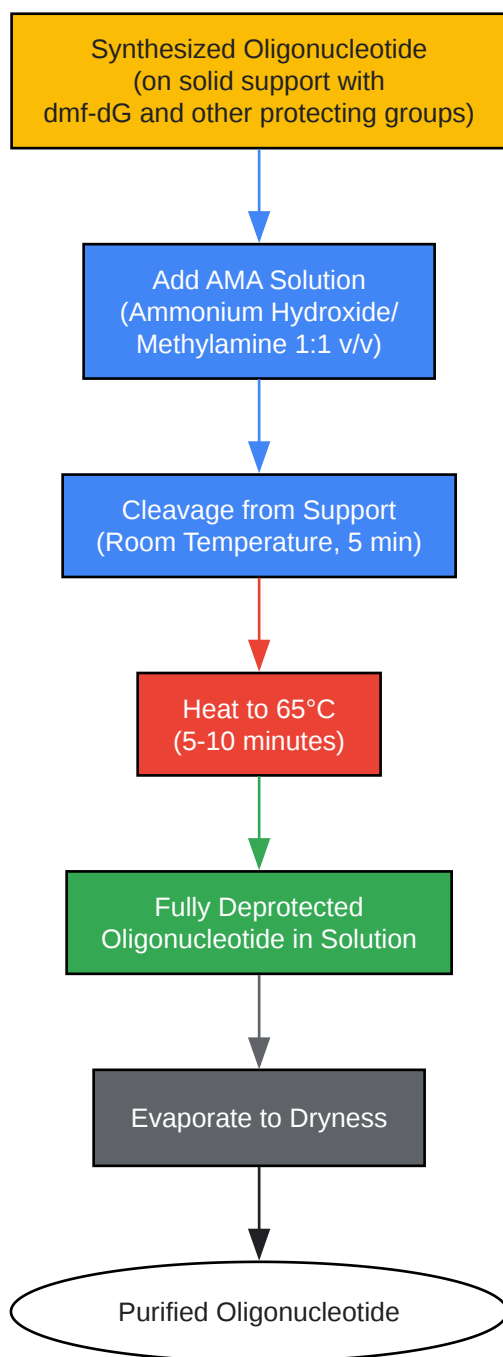 Synthesized Oligonucleotide
(on solid support with
dmf-dG and other protecting groups)
Add AMA Solution
(Ammonium Hydroxide/
Methylamine 1:1 v/v)
Cleavage from Support
(Room Temperature, 5 min)
Heat to 65°C
(5-10 minutes)
Fully Deprotected
Oligonucleotide in Solution
Evaporate to Dryness
Purified Oligonucleotide